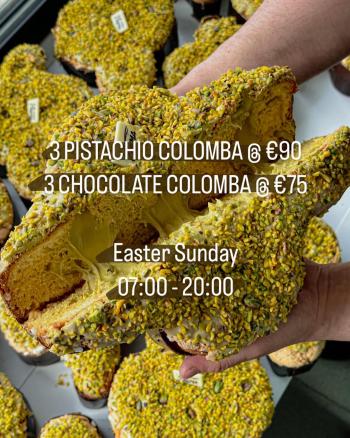 3 PISTACHIO COLOMBA @ €90
3 CHOCOLATE COLOMBA @ €75
Easter Sunday
07:00 - 20:00